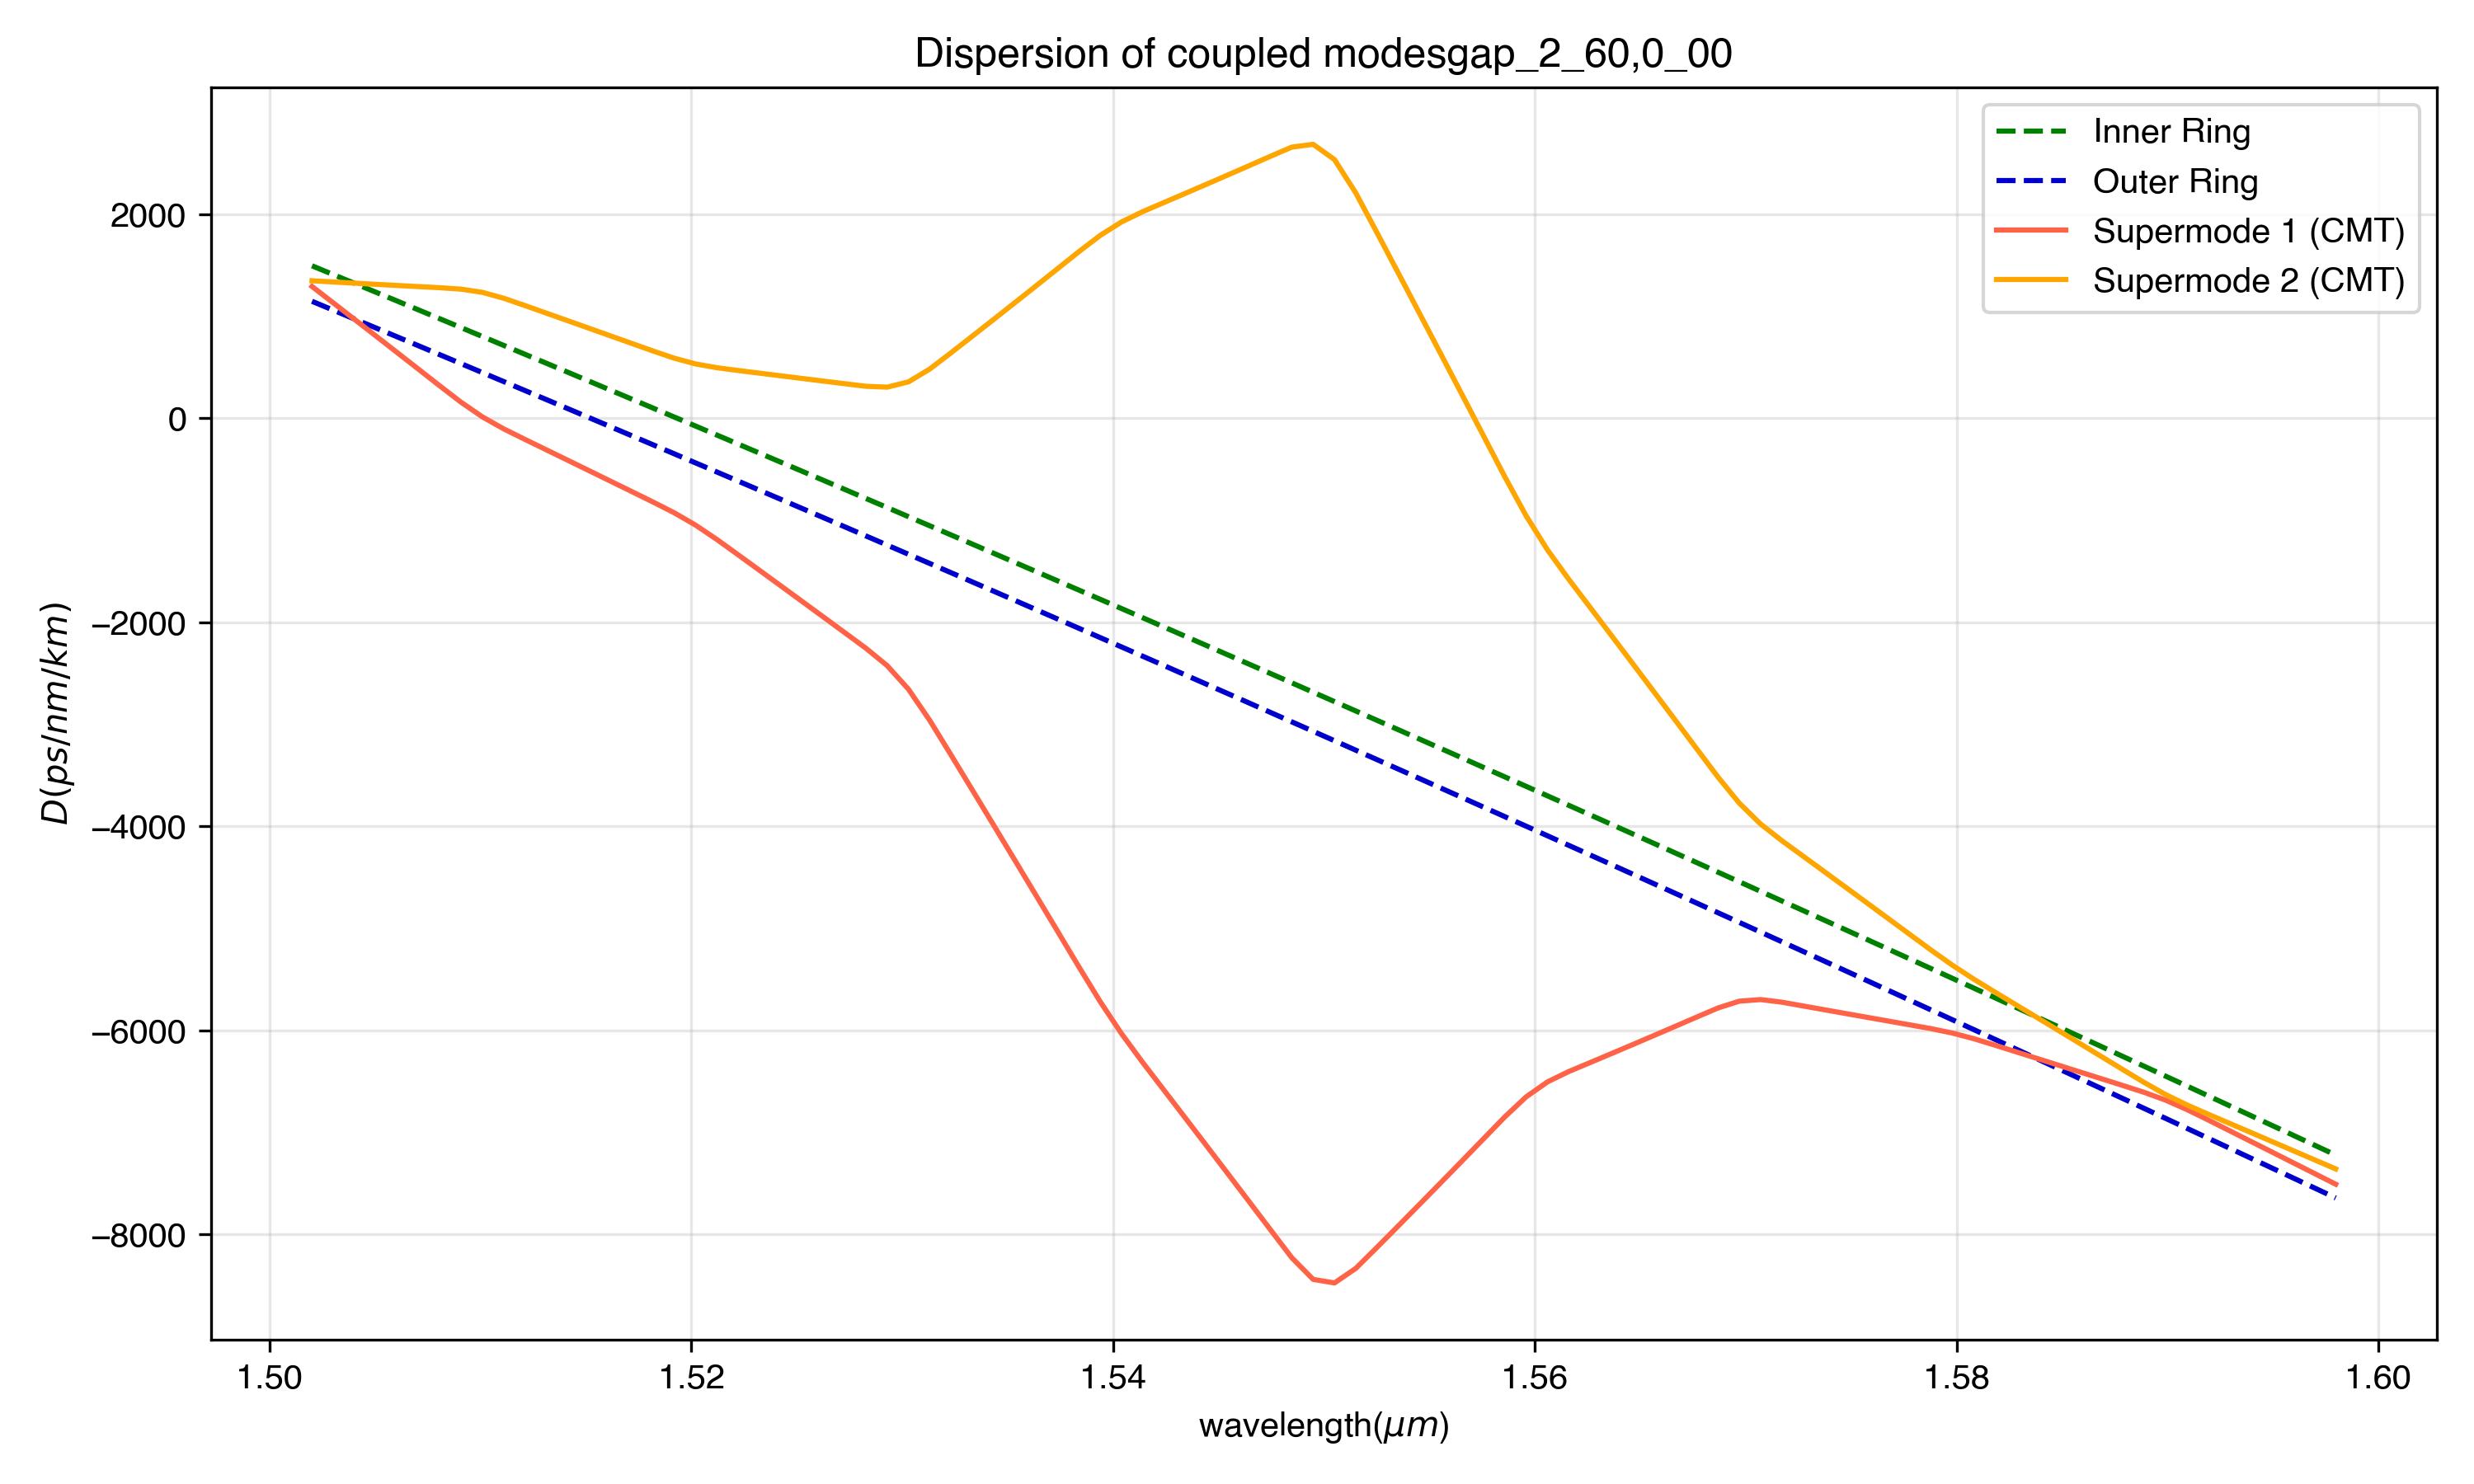 Dispersion of coupled modesgap_2_60,0_00
Inner Ring
Outer Ring
Supermode 1 (CMT)
Supermode 2 (CMT)
2000
0
−2000
−4000
−6000
−8000
D(ps/nm/km)
1.50 1.52 1.54 1.56 1.58 1.60
wavelength(μm)